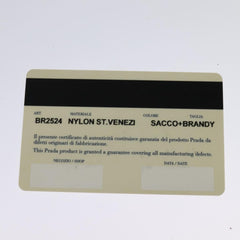 ART MATERIALE COLORE TAGLIA
BR2524 NYLON ST.VENEZI SACCO+BRANDY
Il presente certificato di autenticità costituisce garanzia del prodotto Prada da
difetti originari di fabbricazione.
This Prada product is granted a guarantee covering all manufacturing defects.
NEGOZIO / SHOP DATA / DATE